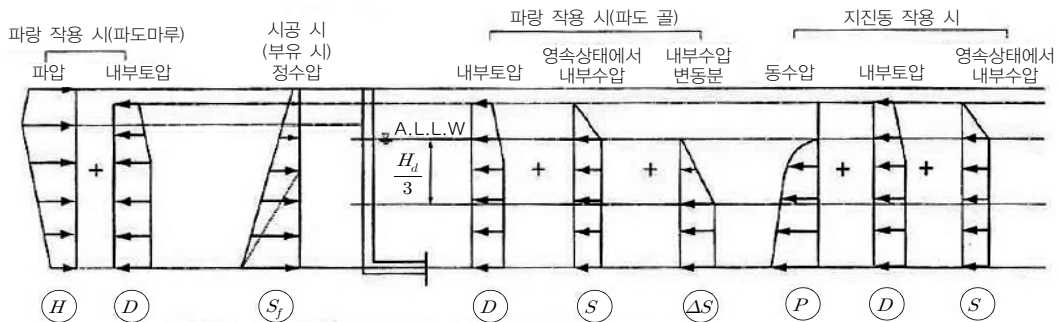 파랑 작용 시(파도마루)
파압
내부토압
시공 시
(부유 시)
정수압
파랑 작용 시(파도 골)
내부토압
영속상태에서
내부수압
내부수압
변동분
지진동 작용 시
동수압
내부토압
영속상태에서
내부수압
+
A.L.L.W
H_d
3
+
+
+
+
H
D
S_f
D
S
ΔS
P
D
S